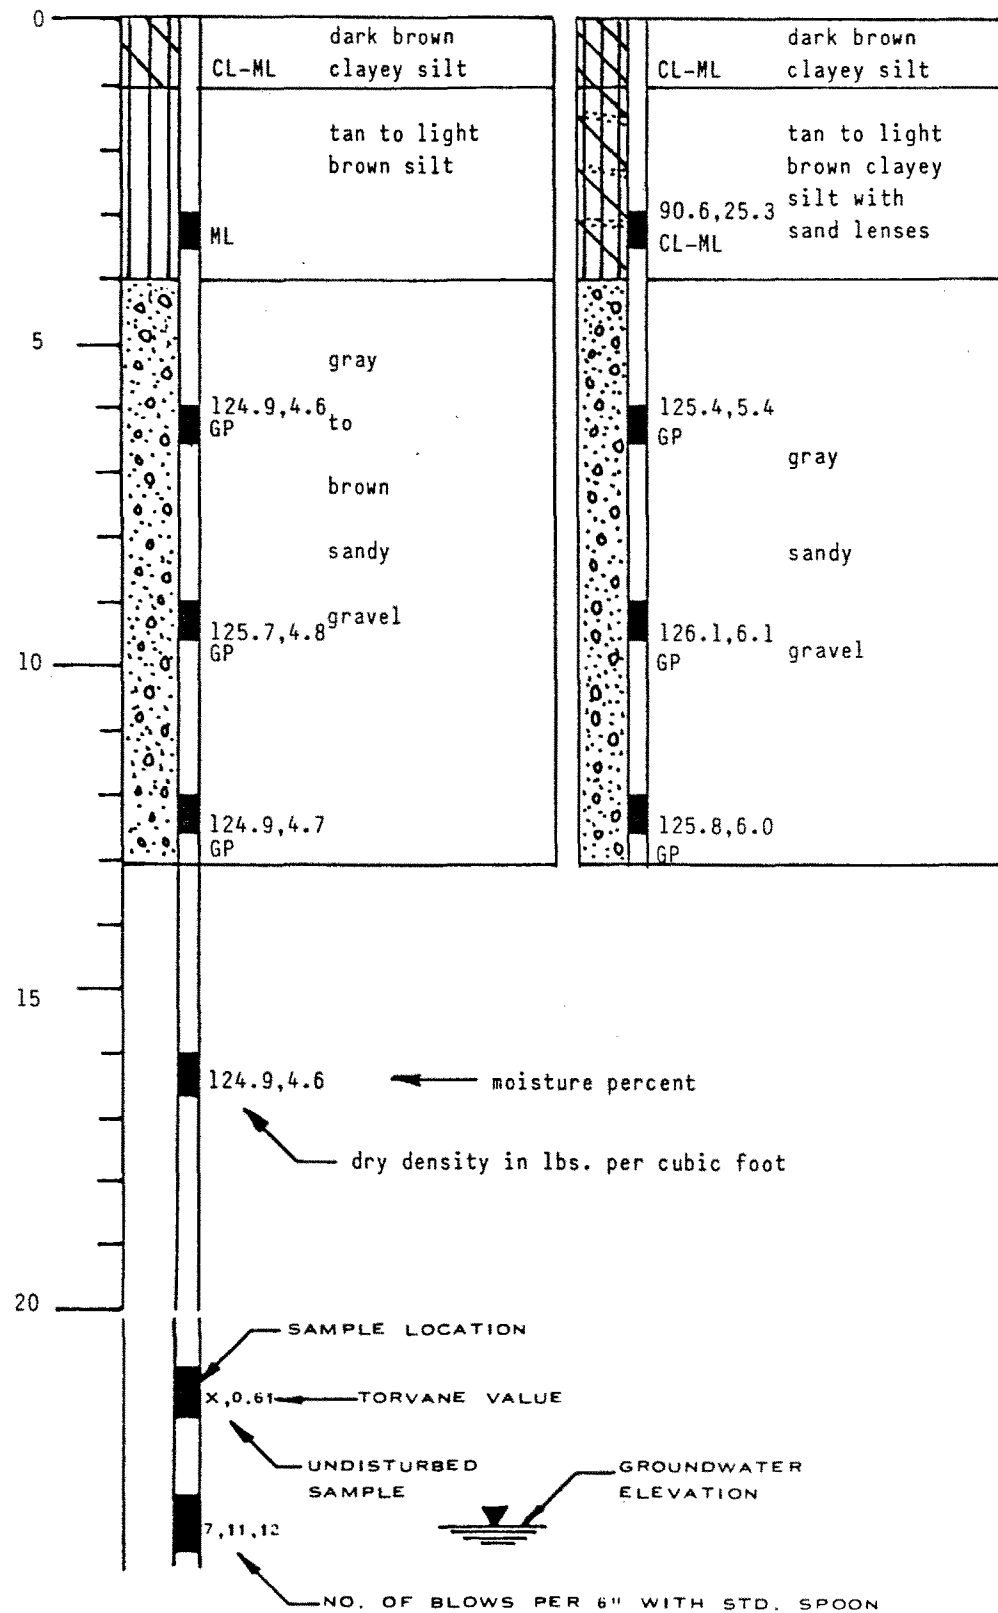 0
dark brown
CL-ML clayey silt
tan to light
brown silt
ML
5
gray
124.9,4.6 to
GP
brown
sandy
gravel
125.7,4.8
GP
10
124.9,4.7
GP
dark brown
CL-ML clayey silt
tan to light
brown clayey
silt with
90.6,25.3
sand lenses
CL-ML
125.4,5.4
GP
gray
sandy
126.1,6.1
GP
gravel
125.8,6.0
GP
15
124.9,4.6
moisture percent
dry density in lbs. per cubic foot
20
SAMPLE LOCATION
X,0.61
TORVANE VALUE
UNDISTURBED
SAMPLE
GROUNDWATER
ELEVATION
7,11,12
NO. OF BLOWS PER 6" WITH STD. SPOON